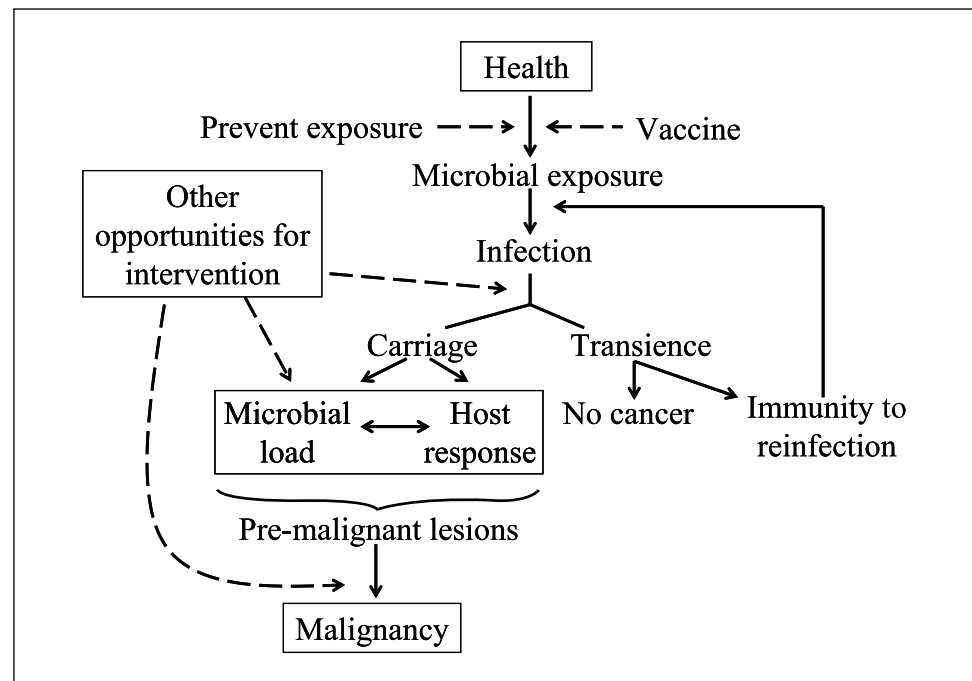 Health
Prevent exposure
Vaccine
Microbial exposure
Other
opportunities for
intervention
Infection
Carriage
Transience
Microbial
load
Host
response
No cancer
Immunity to
reinfection
Pre-malignant lesions
Malignancy